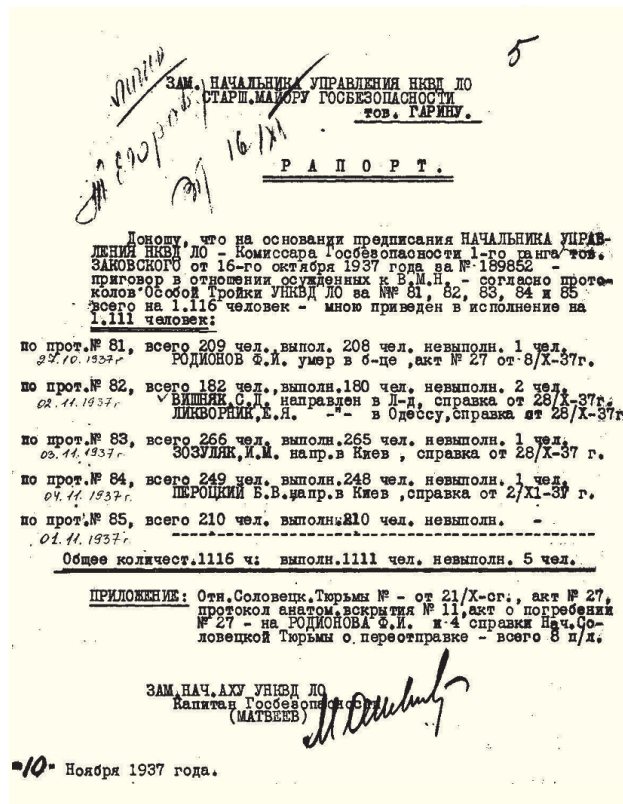 5
ЗАМ. НАЧАЛЬНИКА УПРАВЛЕНИЯ НКВД ЛО
СТАРШ.МАЙОРУ ГОСБЕЗОПАСНОСТИ
тов. ГАРИНУ.
16/XI
Р А П О Р Т .
Доношу, что на основании предписания НАЧАЛЬНИКА УПРАВ-
ЛЕНИЯ НКВД ЛО - Комиссара Госбезопасности 1-го ранга тов.
ЗАКОВСКОГО от 16-го октября 1937 года за № 189852 -
приговор в отношении осужденных к В.М.Н. - согласно прото-
колов Особой Тройки УНКВД ЛО за №№ 81, 82, 83, 84 и 85
всего на 1.116 человек - мною приведен в исполнение на
1.111 человек:
по прот.№ 81, всего 209 чел. выпол. 208 чел. невыполн. 1 чел.
27.10.1937г РОДИОНОВ Ф.И. умер в б-це ,акт № 27 от 8/X-37г.
по прот.№ 82, всего 182 чел.,выполн.180 чел. невыполн. 2 чел.
02.11.1937г ВИШНЯК.С.Л. направлен в Л-д, справка от 28/X-37г.
ЛИКВОРНИК,Е.Я. -"- в Одессу,справка от 28/X-37г
по прот.№ 83, всего 266 чел. выполн.265 чел. невыполн. 1 чел.
03.11.1937г ЗОЗУЛЯК,И.М. напр.в Киев , справка от 28/X-37 г.
по прот.№ 84, всего 249 чел. выполн.248 чел. невыполн. 1 чел.
04.11.1937г ПЕРОЦКИЙ Б.В.напр.в Киев ,справка от 2/XI-37 г.
по прот.№ 85, всего 210 чел. выполн.210 чел. невыполн. -
01.11.1937г
Общее количест.1116 ч: выполн.1111 чел. невыполн. 5 чел.
ПРИЛОЖЕНИЕ: Отн.Соловецк.Тюрьмы № - от 21/X-сг., акт № 27,
протокол анатом.вскрытия № 11,акт о погребении
№ 27 - на РОДИОНОВА Ф.И. и 4 справки Нач.Со-
ловецкой Тюрьмы о переотправке - всего 8 п/л.
ЗАМ.НАЧ.АХУ УНКВД ЛО
Капитан Госбезопасности
(МАТВЕЕВ)
"10" Ноября 1937 года.